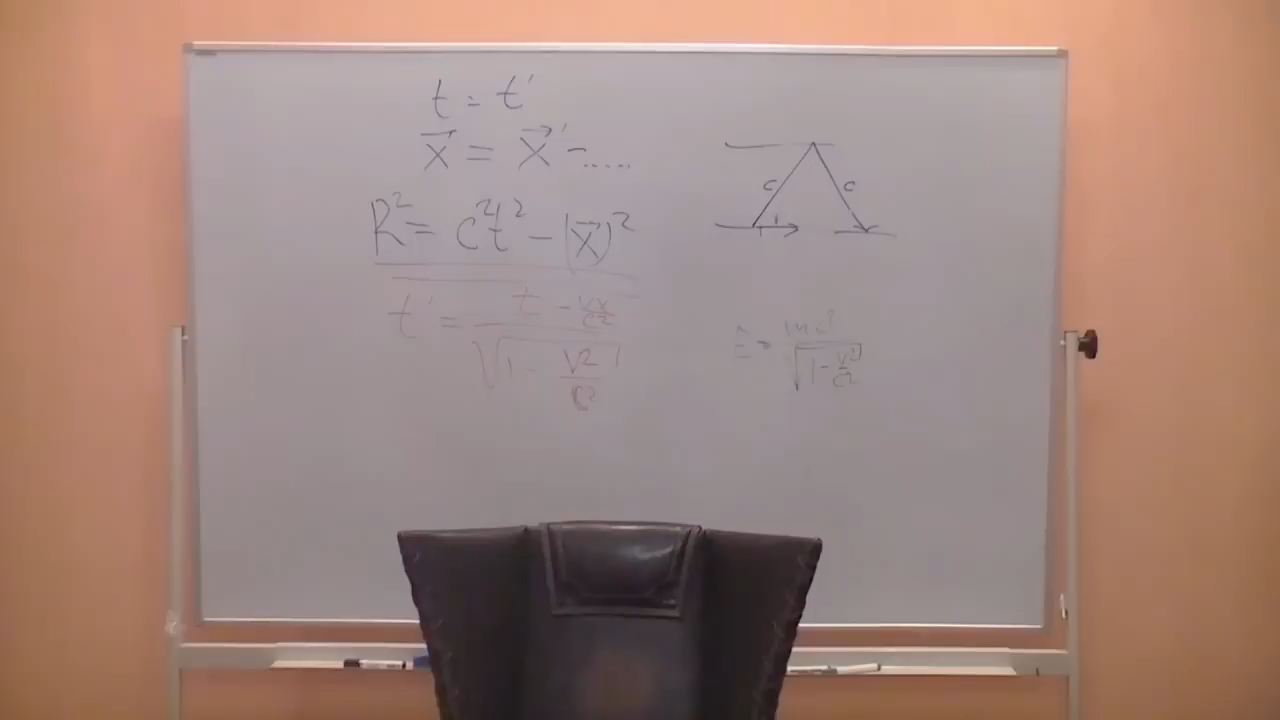 t = t'
x⃗ = x⃗' - .....
R² = c²t² - (x⃗)²
t' = (t - vx/c²) / √(1 - v²/c²)
c c
E = mc² / √(1 - v²/c²)